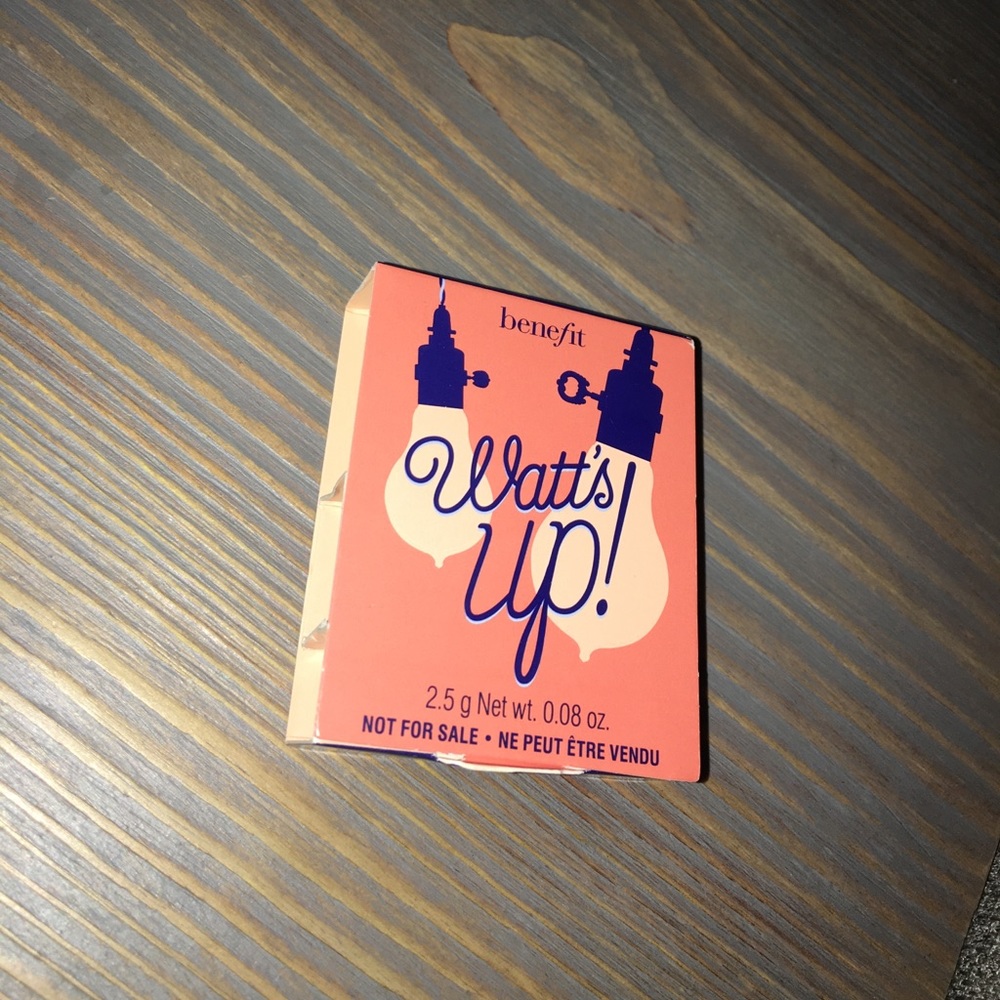 benefit
Watt's
up!
2.5 g Net wt. 0.08 oz.
NOT FOR SALE • NE PEUT ÊTRE VENDU